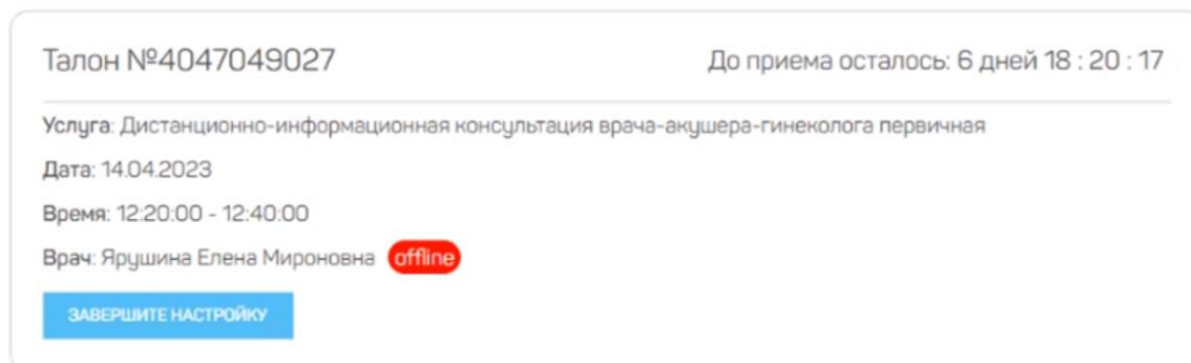 Талон №4047049027
До приема осталось: 6 дней 18 : 20 : 17
Услуга: Дистанционно-информационная консультация врача-акушера-гинеколога первичная
Дата: 14.04.2023
Время: 12:20:00 - 12:40:00
Врач: Ярушина Елена Мироновна offline
ЗАВЕРШИТЕ НАСТРОЙКУ